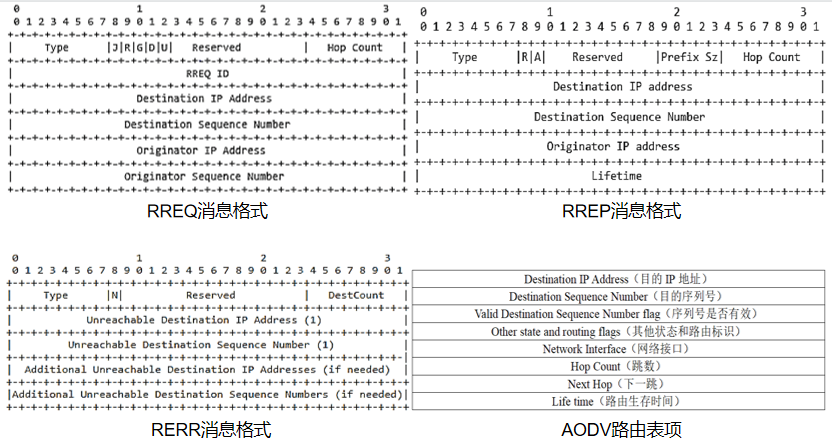 0                   1                   2                   3
0 1 2 3 4 5 6 7 8 9 0 1 2 3 4 5 6 7 8 9 0 1 2 3 4 5 6 7 8 9 0 1
+-+-+-+-+-+-+-+-+-+-+-+-+-+-+-+-+-+-+-+-+-+-+-+-+-+-+-+-+-+-+-+-+
| Type |J|R|G|D|U| Reserved | Hop Count |
+-+-+-+-+-+-+-+-+-+-+-+-+-+-+-+-+-+-+-+-+-+-+-+-+-+-+-+-+-+-+-+-+
| RREQ ID |
+-+-+-+-+-+-+-+-+-+-+-+-+-+-+-+-+-+-+-+-+-+-+-+-+-+-+-+-+-+-+-+-+
| Destination IP Address |
+-+-+-+-+-+-+-+-+-+-+-+-+-+-+-+-+-+-+-+-+-+-+-+-+-+-+-+-+-+-+-+-+
| Destination Sequence Number |
+-+-+-+-+-+-+-+-+-+-+-+-+-+-+-+-+-+-+-+-+-+-+-+-+-+-+-+-+-+-+-+-+
| Originator IP Address |
+-+-+-+-+-+-+-+-+-+-+-+-+-+-+-+-+-+-+-+-+-+-+-+-+-+-+-+-+-+-+-+-+
| Originator Sequence Number |
+-+-+-+-+-+-+-+-+-+-+-+-+-+-+-+-+-+-+-+-+-+-+-+-+-+-+-+-+-+-+-+-+
RREQ消息格式
0                   1                   2                   3
0 1 2 3 4 5 6 7 8 9 0 1 2 3 4 5 6 7 8 9 0 1 2 3 4 5 6 7 8 9 0 1
+-+-+-+-+-+-+-+-+-+-+-+-+-+-+-+-+-+-+-+-+-+-+-+-+-+-+-+-+-+-+-+-+
| Type |R|A| Reserved |Prefix Sz| Hop Count |
+-+-+-+-+-+-+-+-+-+-+-+-+-+-+-+-+-+-+-+-+-+-+-+-+-+-+-+-+-+-+-+-+
| Destination IP address |
+-+-+-+-+-+-+-+-+-+-+-+-+-+-+-+-+-+-+-+-+-+-+-+-+-+-+-+-+-+-+-+-+
| Destination Sequence Number |
+-+-+-+-+-+-+-+-+-+-+-+-+-+-+-+-+-+-+-+-+-+-+-+-+-+-+-+-+-+-+-+-+
| Originator IP address |
+-+-+-+-+-+-+-+-+-+-+-+-+-+-+-+-+-+-+-+-+-+-+-+-+-+-+-+-+-+-+-+-+
| Lifetime |
+-+-+-+-+-+-+-+-+-+-+-+-+-+-+-+-+-+-+-+-+-+-+-+-+-+-+-+-+-+-+-+-+
RREP消息格式
0                   1                   2                   3
0 1 2 3 4 5 6 7 8 9 0 1 2 3 4 5 6 7 8 9 0 1 2 3 4 5 6 7 8 9 0 1
+-+-+-+-+-+-+-+-+-+-+-+-+-+-+-+-+-+-+-+-+-+-+-+-+-+-+-+-+-+-+-+-+
| Type |N| Reserved | DestCount |
+-+-+-+-+-+-+-+-+-+-+-+-+-+-+-+-+-+-+-+-+-+-+-+-+-+-+-+-+-+-+-+-+
| Unreachable Destination IP Address (1) |
+-+-+-+-+-+-+-+-+-+-+-+-+-+-+-+-+-+-+-+-+-+-+-+-+-+-+-+-+-+-+-+-+
| Unreachable Destination Sequence Number (1) |
+-+-+-+-+-+-+-+-+-+-+-+-+-+-+-+-+-+-+-+-+-+-+-+-+-+-+-+-+-+-+-+-|
| Additional Unreachable Destination IP Addresses (if needed) |
+-+-+-+-+-+-+-+-+-+-+-+-+-+-+-+-+-+-+-+-+-+-+-+-+-+-+-+-+-+-+-+-+
|Additional Unreachable Destination Sequence Numbers (if needed)|
+-+-+-+-+-+-+-+-+-+-+-+-+-+-+-+-+-+-+-+-+-+-+-+-+-+-+-+-+-+-+-+-+
RERR消息格式
Destination IP Address（目的 IP 地址）
Destination Sequence Number（目的序列号）
Valid Destination Sequence Number flag（序列号是否有效）
Other state and routing flags（其他状态和路由标识）
Network Interface（网络接口）
Hop Count（跳数）
Next Hop（下一跳）
Life time（路由生存时间）
AODV路由表项